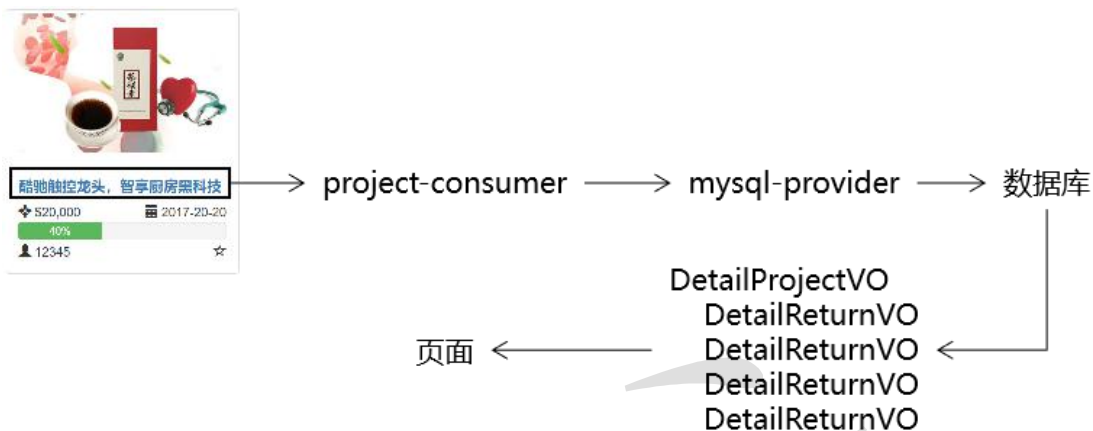 酷驰触控龙头，智享厨房黑科技
$20,000 2017-20-20
40%
12345
project-consumer
mysql-provider
数据库
DetailProjectVO
DetailReturnVO
DetailReturnVO
DetailReturnVO
DetailReturnVO
页面